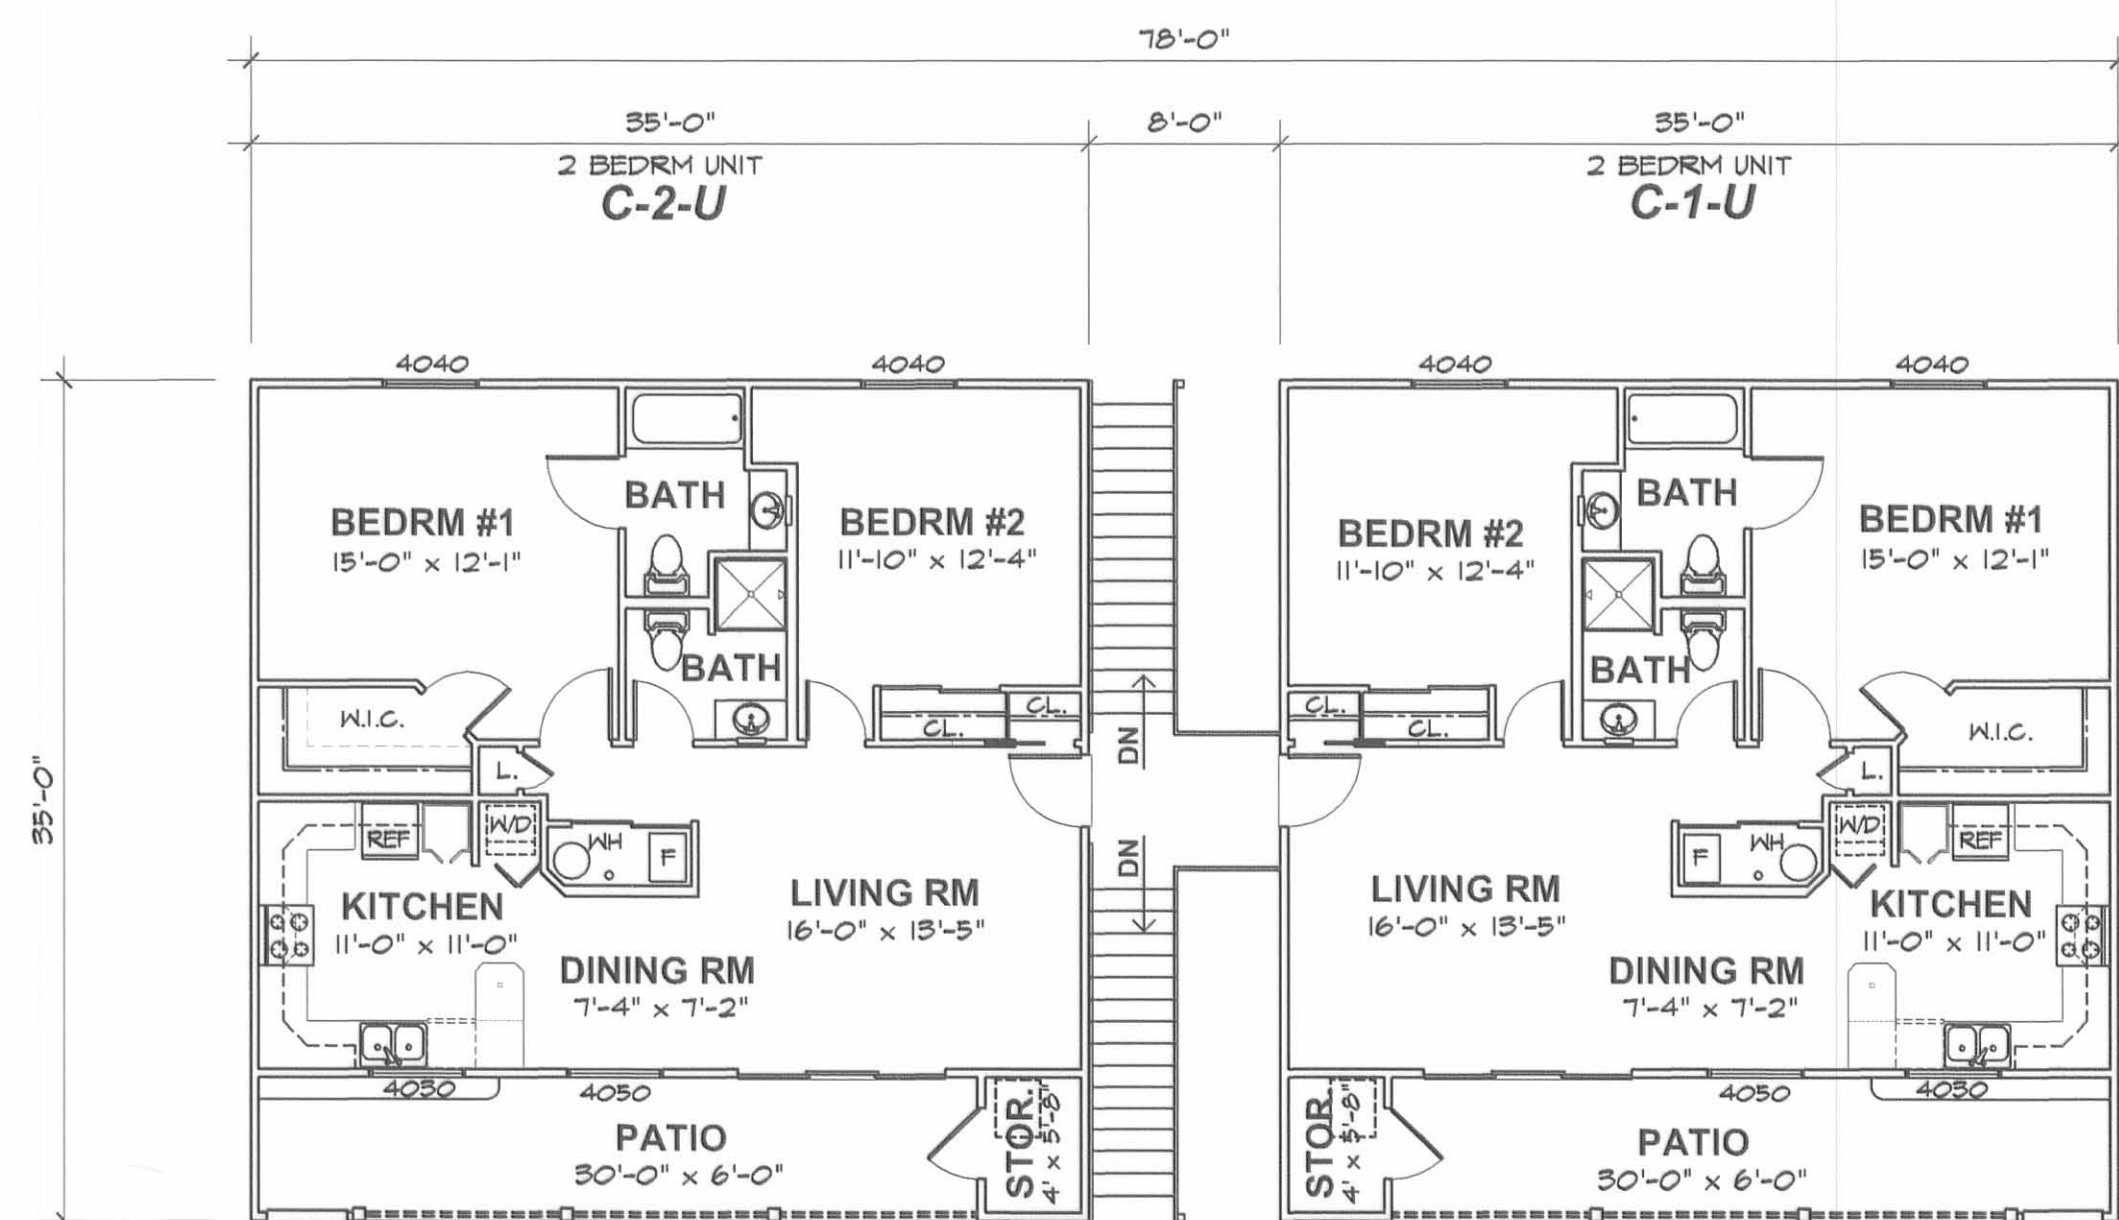 78'-0"
35'-0" 8'-0" 35'-0"
2 BEDRM UNIT 2 BEDRM UNIT
C-2-U C-1-U
4040 4040 4040 4040
BATH BATH
BEDRM #1 BEDRM #2 BEDRM #2 BEDRM #1
15'-0" x 12'-1" 11'-10" x 12'-4" 11'-10" x 12'-4" 15'-0" x 12'-1"
BATH BATH
W.I.C. CL. CL. CL. CL. W.I.C.
DN
L. L.
35'-0"
REF W/D WH F F WH W/D REF
DN
KITCHEN LIVING RM LIVING RM KITCHEN
11'-0" x 11'-0" 16'-0" x 13'-5" 16'-0" x 13'-5" 11'-0" x 11'-0"
DINING RM DINING RM
7'-4" x 7'-2" 7'-4" x 7'-2"
4030 4050 4050 4030
STOR. STOR.
4' x 5'-8" 4' x 5'-8"
PATIO PATIO
30'-0" x 6'-0" 30'-0" x 6'-0"